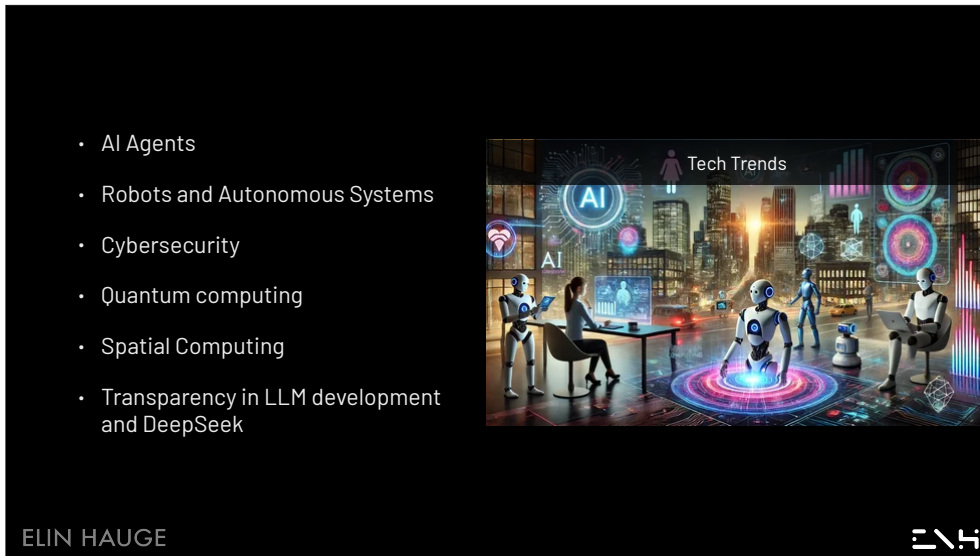 • AI Agents
• Robots and Autonomous Systems
• Cybersecurity
• Quantum computing
• Spatial Computing
• Transparency in LLM development
and DeepSeek
Tech Trends
AI
AI
ELIN HAUGE